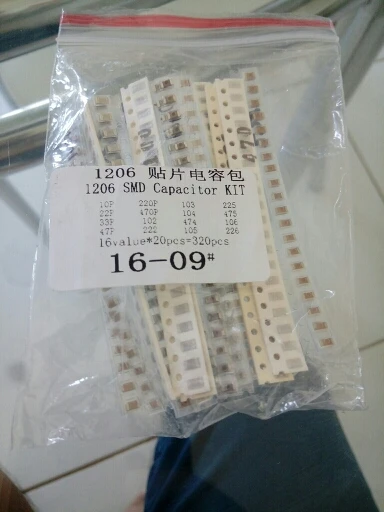 1206 贴片电容包
1206 SMD Capacitor KIT
10P 220P 103 225
22P 470P 104 475
33P 102 474 106
47P 222 105 226
16value*20pcs=320pcs
16-09#
470